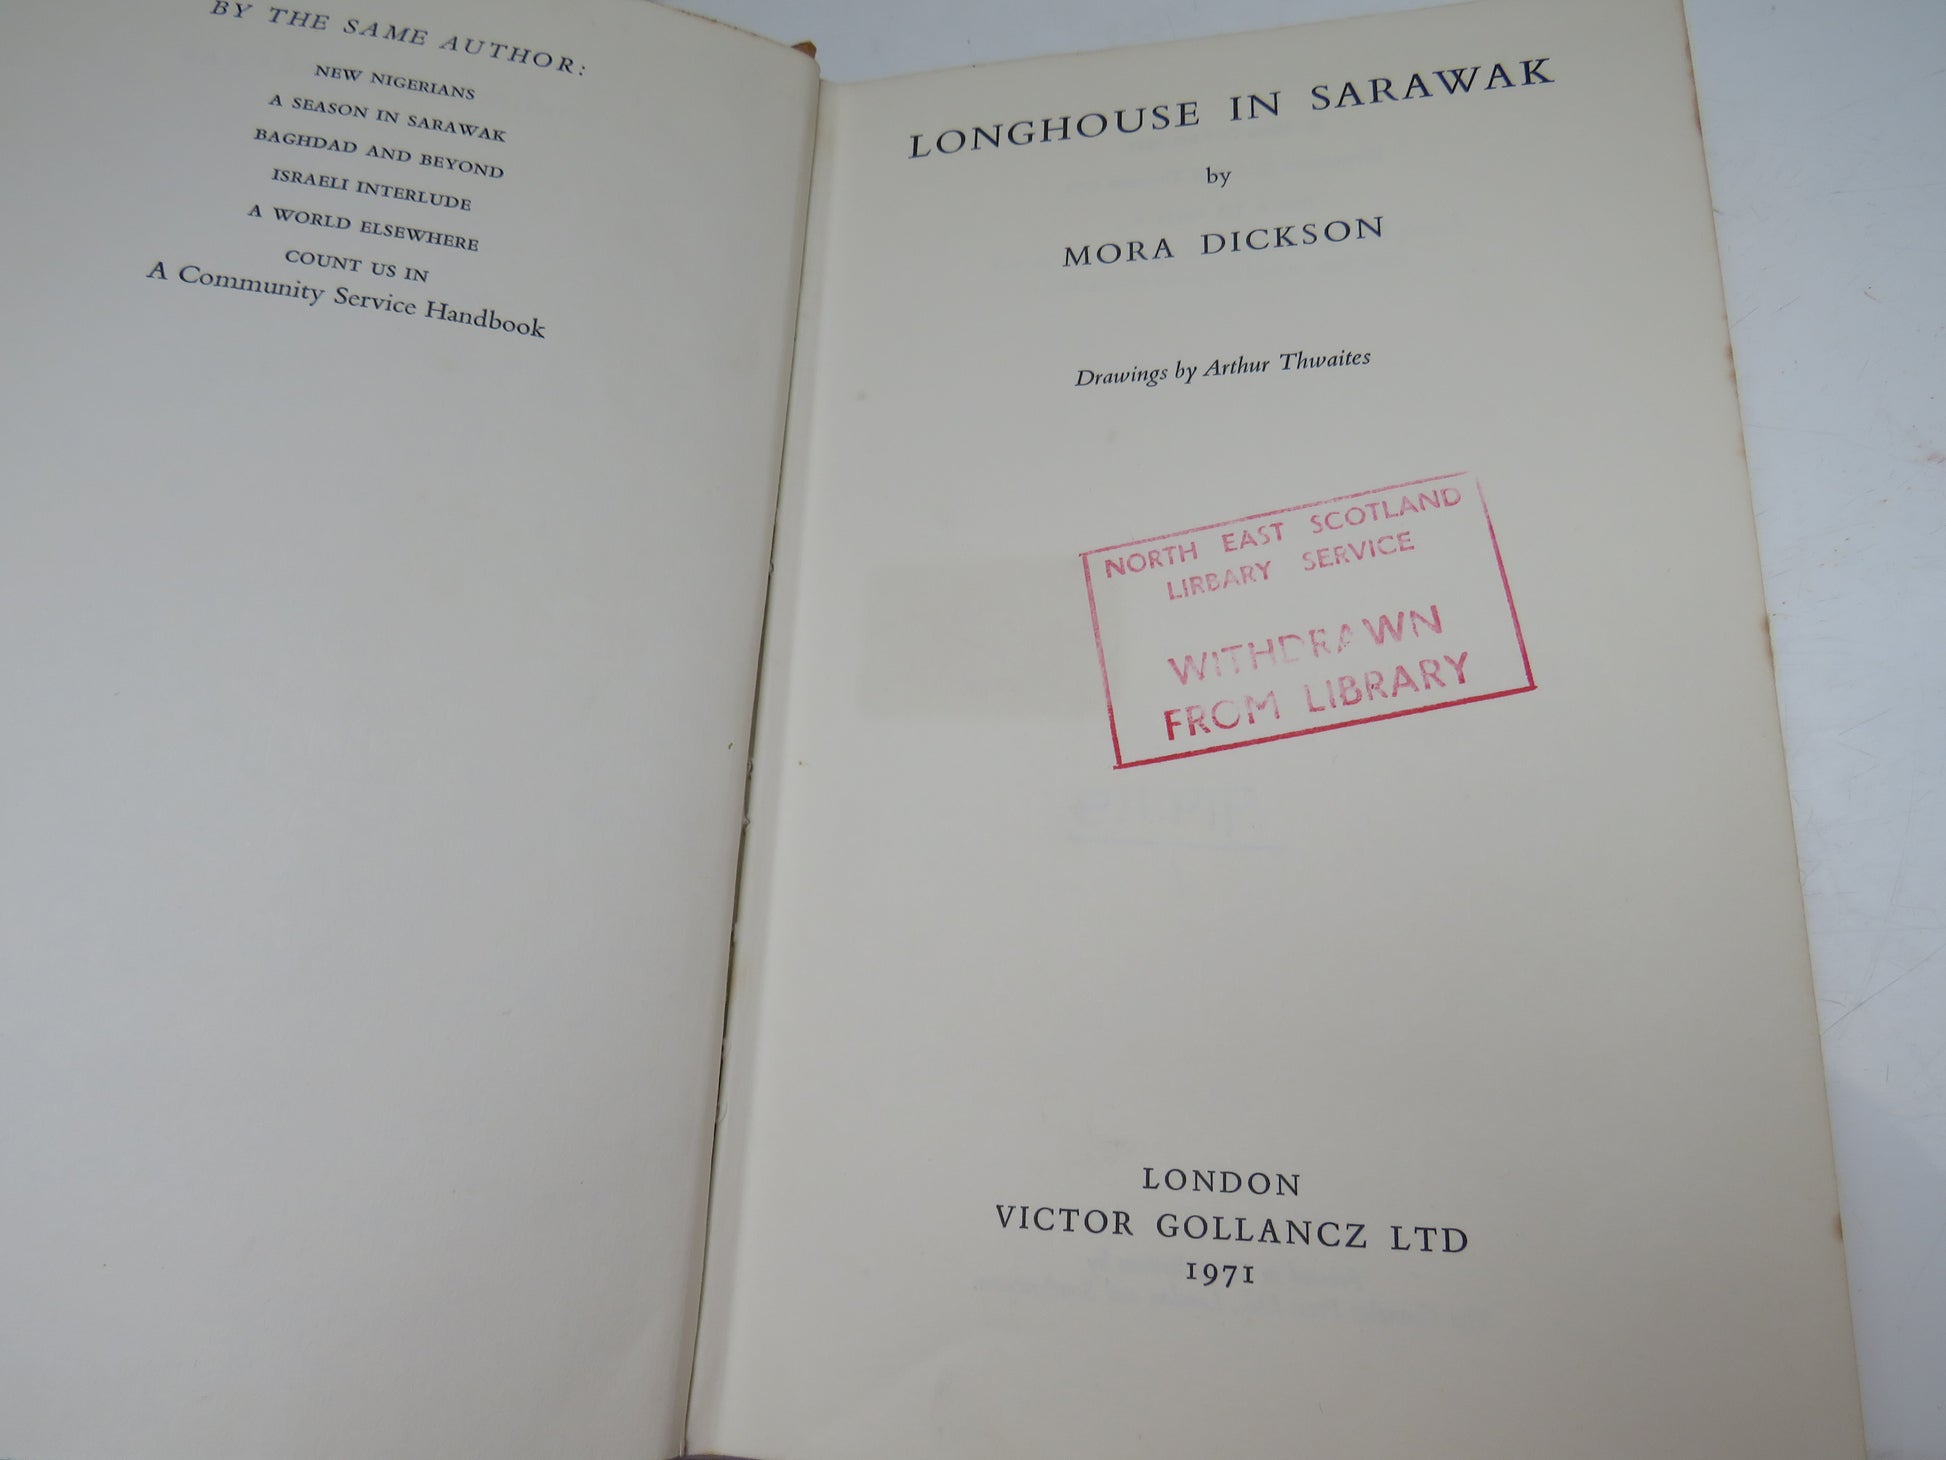 BY THE SAME AUTHOR:
NEW NIGERIANS
A SEASON IN SARAWAK
BAGHDAD AND BEYOND
ISRAELI INTERLUDE
A WORLD ELSEWHERE
COUNT US IN
A Community Service Handbook
LONGHOUSE IN SARAWAK
by
MORA DICKSON
Drawings by Arthur Thwaites
NORTH EAST SCOTLAND
LIRBARY SERVICE
WITHDRAWN
FROM LIBRARY
LONDON
VICTOR GOLLANCZ LTD
1971